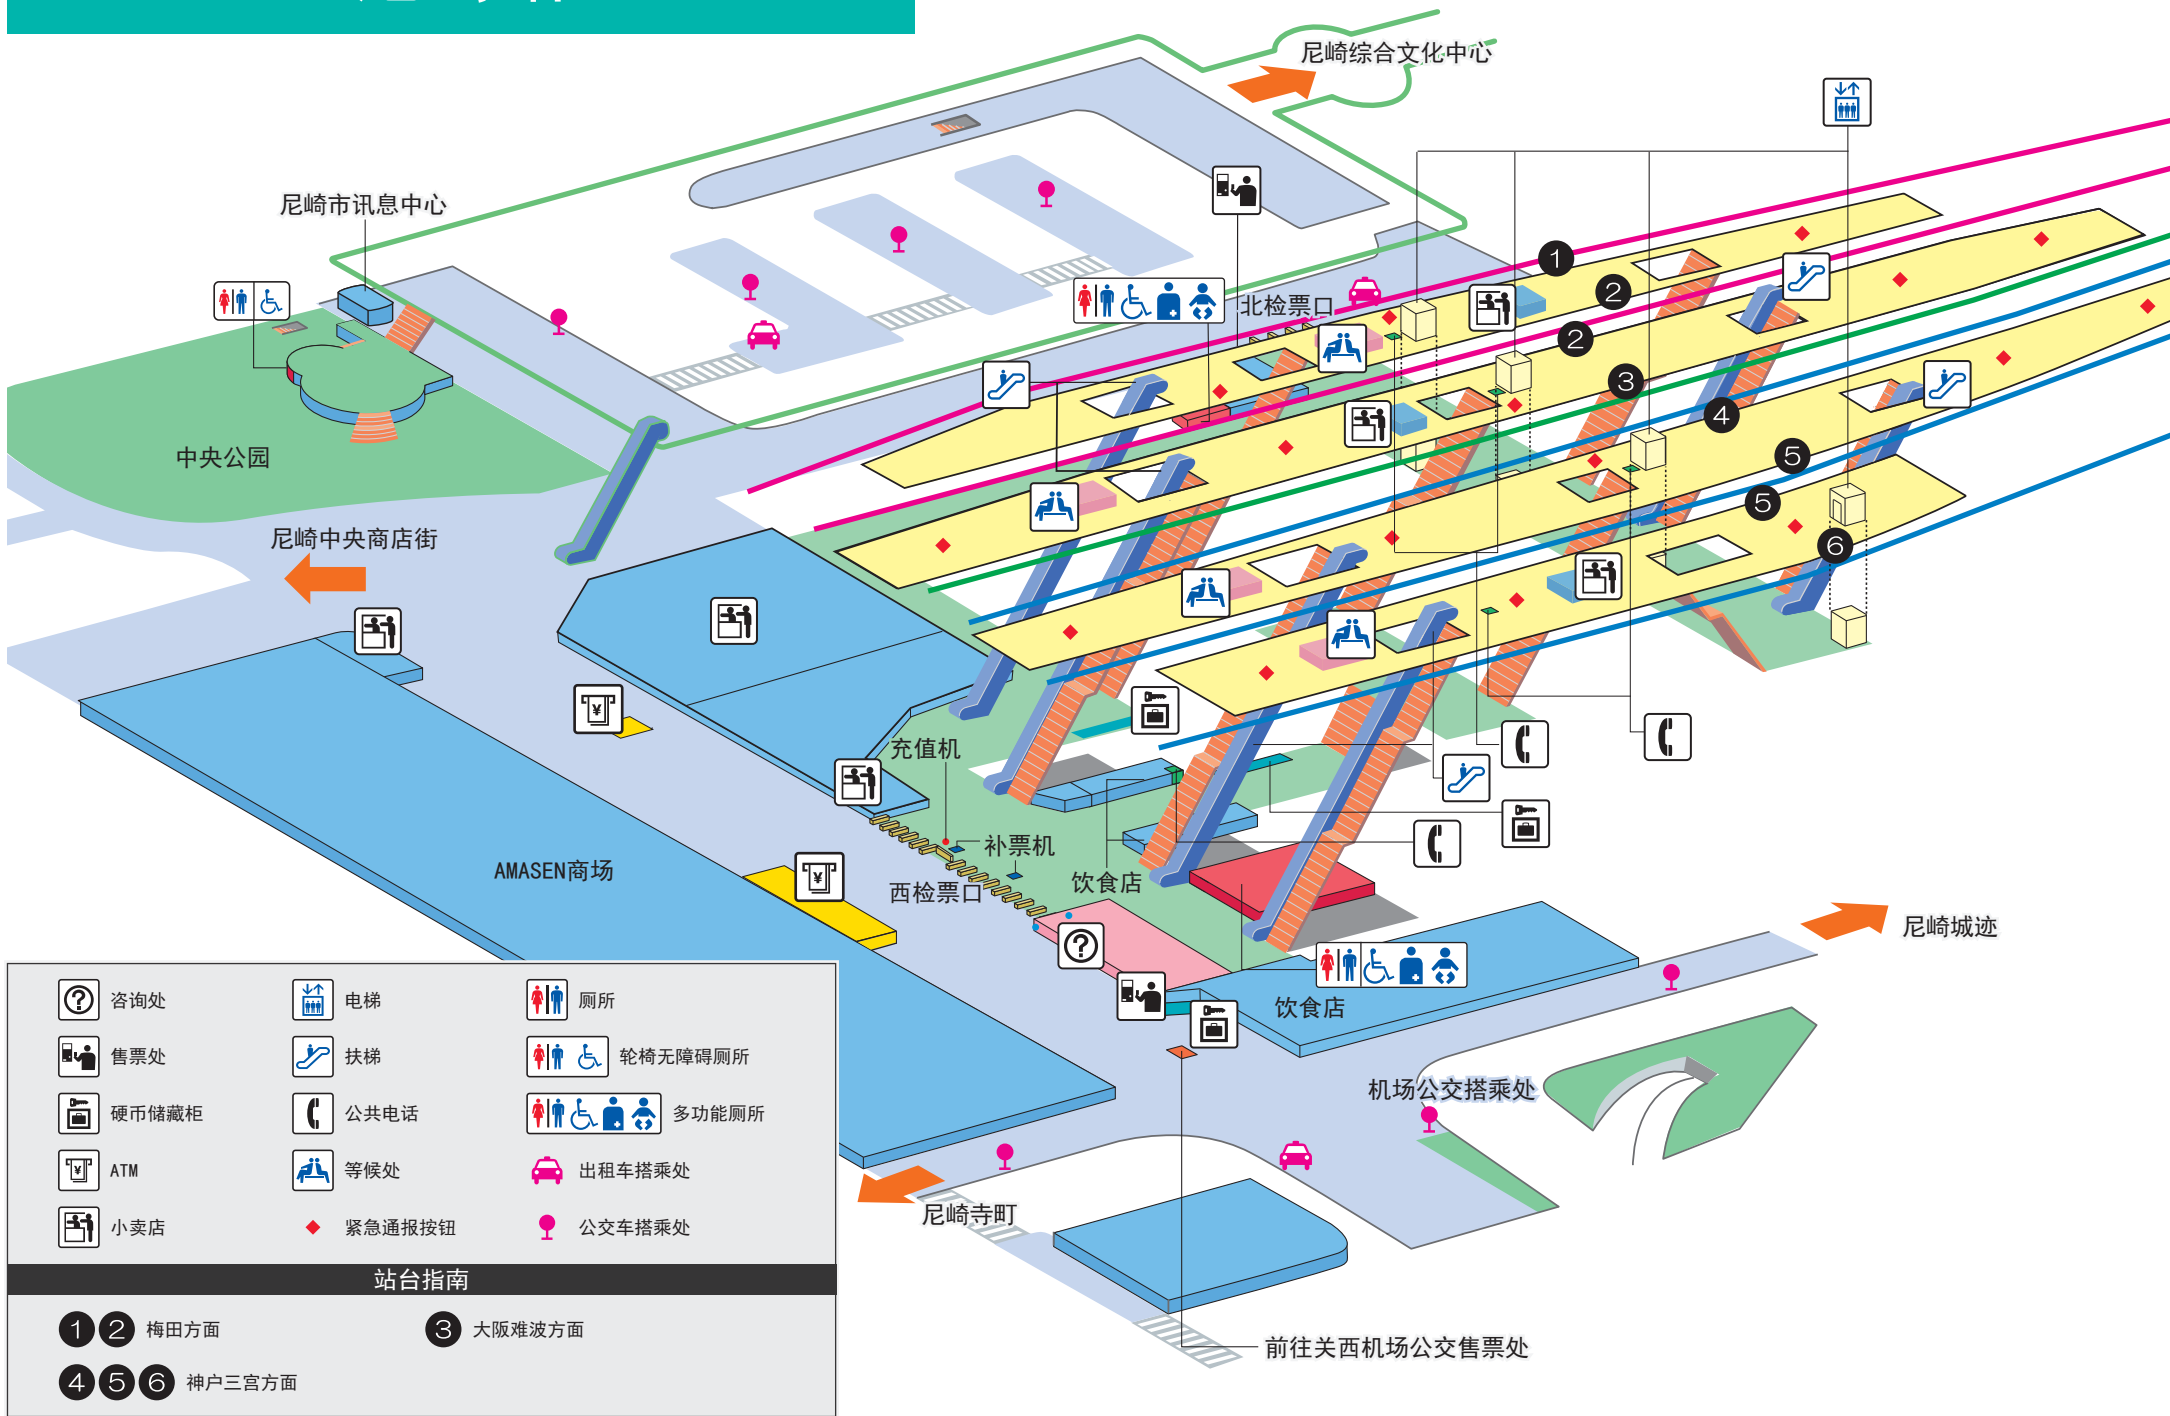 尼崎综合文化中心
尼崎市讯息中心
北检票口
1
2
2
3
4
5
5
6
中央公园
尼崎中央商店街
充值机
补票机
AMASEN商场
西检票口
饮食店
尼崎城迹
饮食店
机场公交搭乘处
尼崎寺町
前往关西机场公交售票处
咨询处
电梯
厕所
售票处
扶梯
轮椅无障碍厕所
硬币储藏柜
公共电话
多功能厕所
ATM
等候处
出租车搭乘处
小卖店
紧急通报按钮
公交车搭乘处
站台指南
1 2 梅田方面
3 大阪难波方面
4 5 6 神户三宫方面